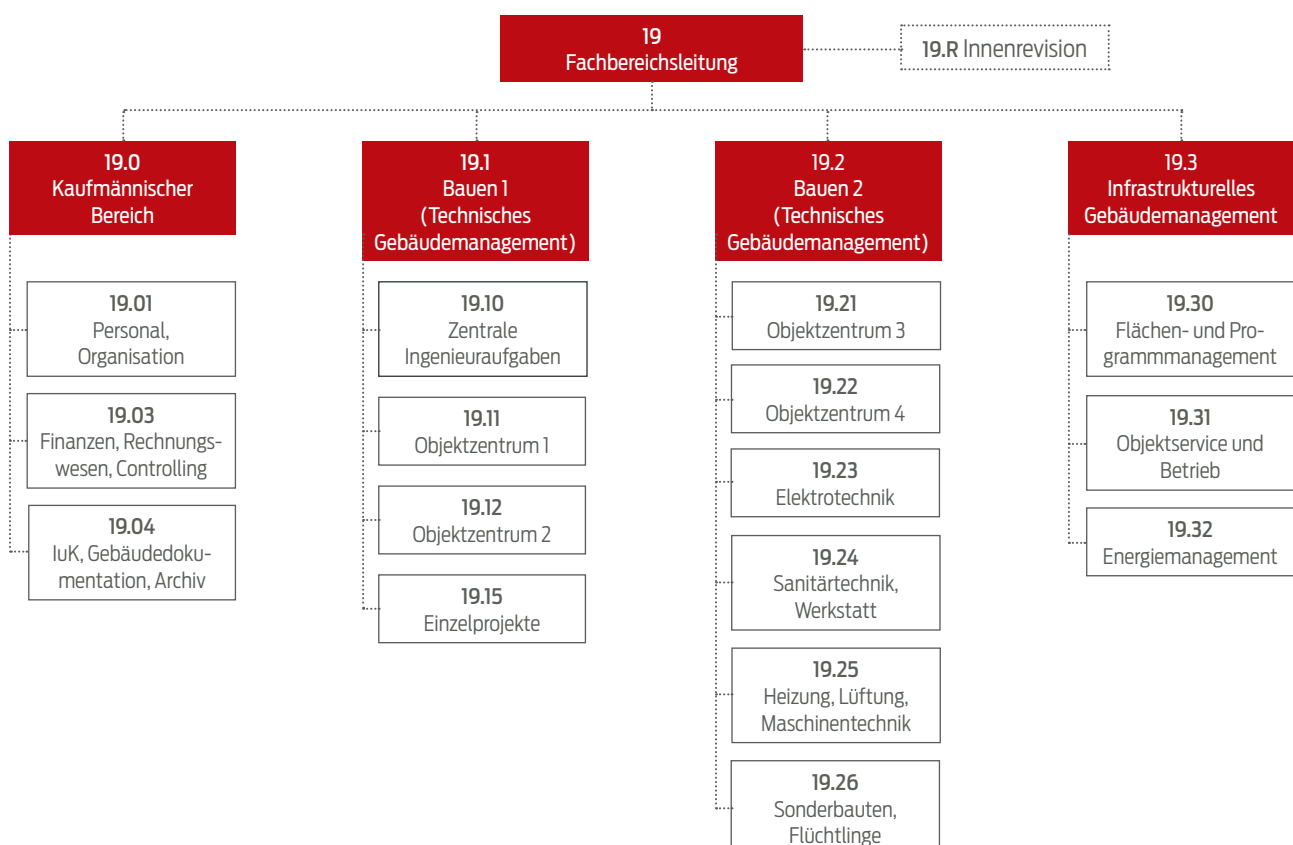 19
Fachbereichsleitung
19.R Innenrevision
19.0
Kaufmännischer
Bereich
19.01
Personal,
Organisation
19.03
Finanzen, Rechnungs-
wesen, Controlling
19.04
IuK, Gebäudedoku-
mentation, Archiv
19.1
Bauen 1
(Technisches
Gebäudemanagement)
19.10
Zentrale
Ingenieuraufgaben
19.11
Objektzentrum 1
19.12
Objektzentrum 2
19.15
Einzelprojekte
19.2
Bauen 2
(Technisches
Gebäudemanagement)
19.21
Objektzentrum 3
19.22
Objektzentrum 4
19.23
Elektrotechnik
19.24
Sanitärtechnik,
Werkstatt
19.25
Heizung, Lüftung,
Maschinentechnik
19.26
Sonderbauten,
Flüchtlinge
19.3
Infrastrukturelles
Gebäudemanagement
19.30
Flächen- und Pro-
grammmanagement
19.31
Objektservice und
Betrieb
19.32
Energiemanagement